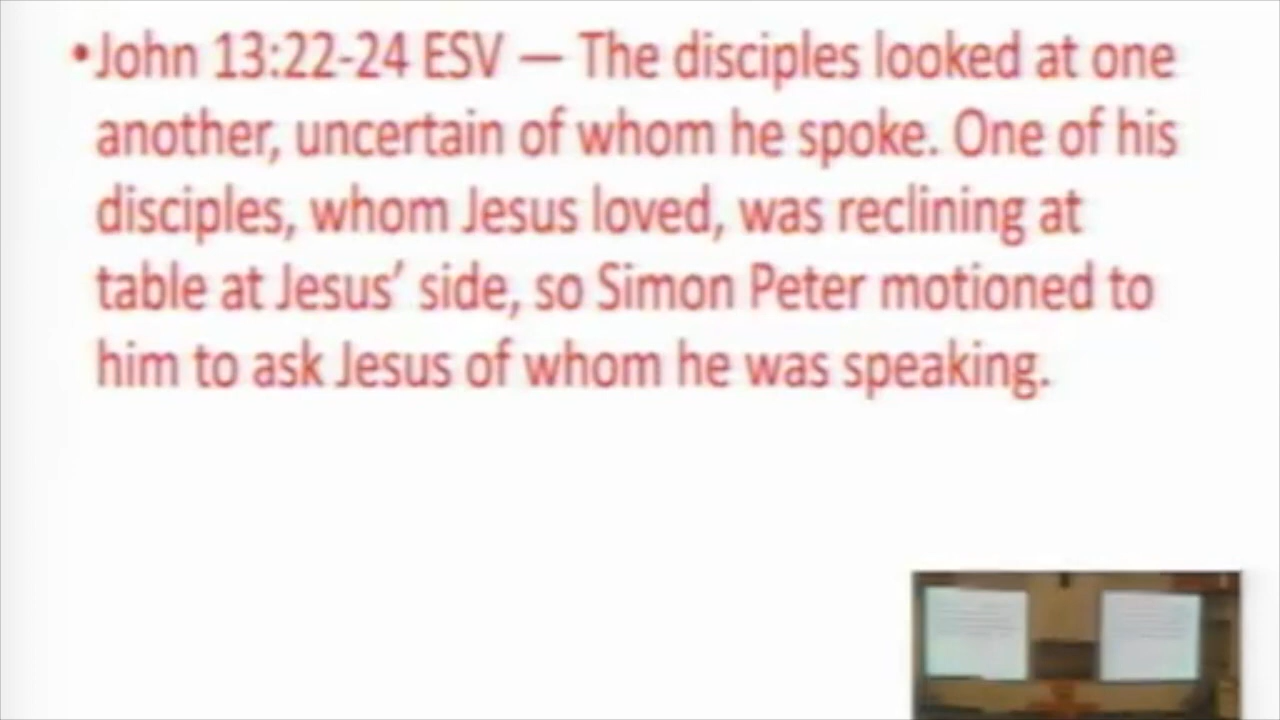 •John 13:22-24 ESV — The disciples looked at one
another, uncertain of whom he spoke. One of his
disciples, whom Jesus loved, was reclining at
table at Jesus’ side, so Simon Peter motioned to
him to ask Jesus of whom he was speaking.